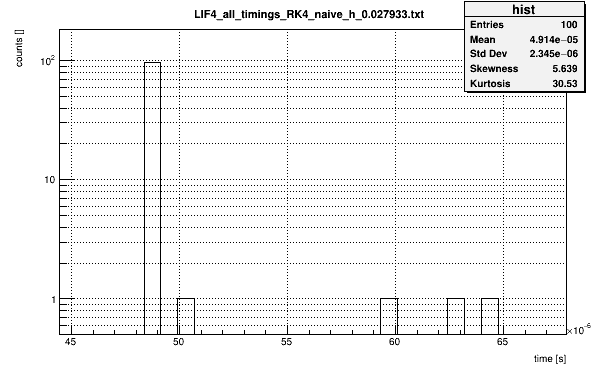 LIF4_all_timings_RK4_naive_h_0.027933.txt
hist
Entries 100
Mean 4.914e−05
Std Dev 2.345e−06
Skewness 5.639
Kurtosis 30.53
counts []
10²
10
1
45 50 55 60 65
×10⁻⁶
time [s]